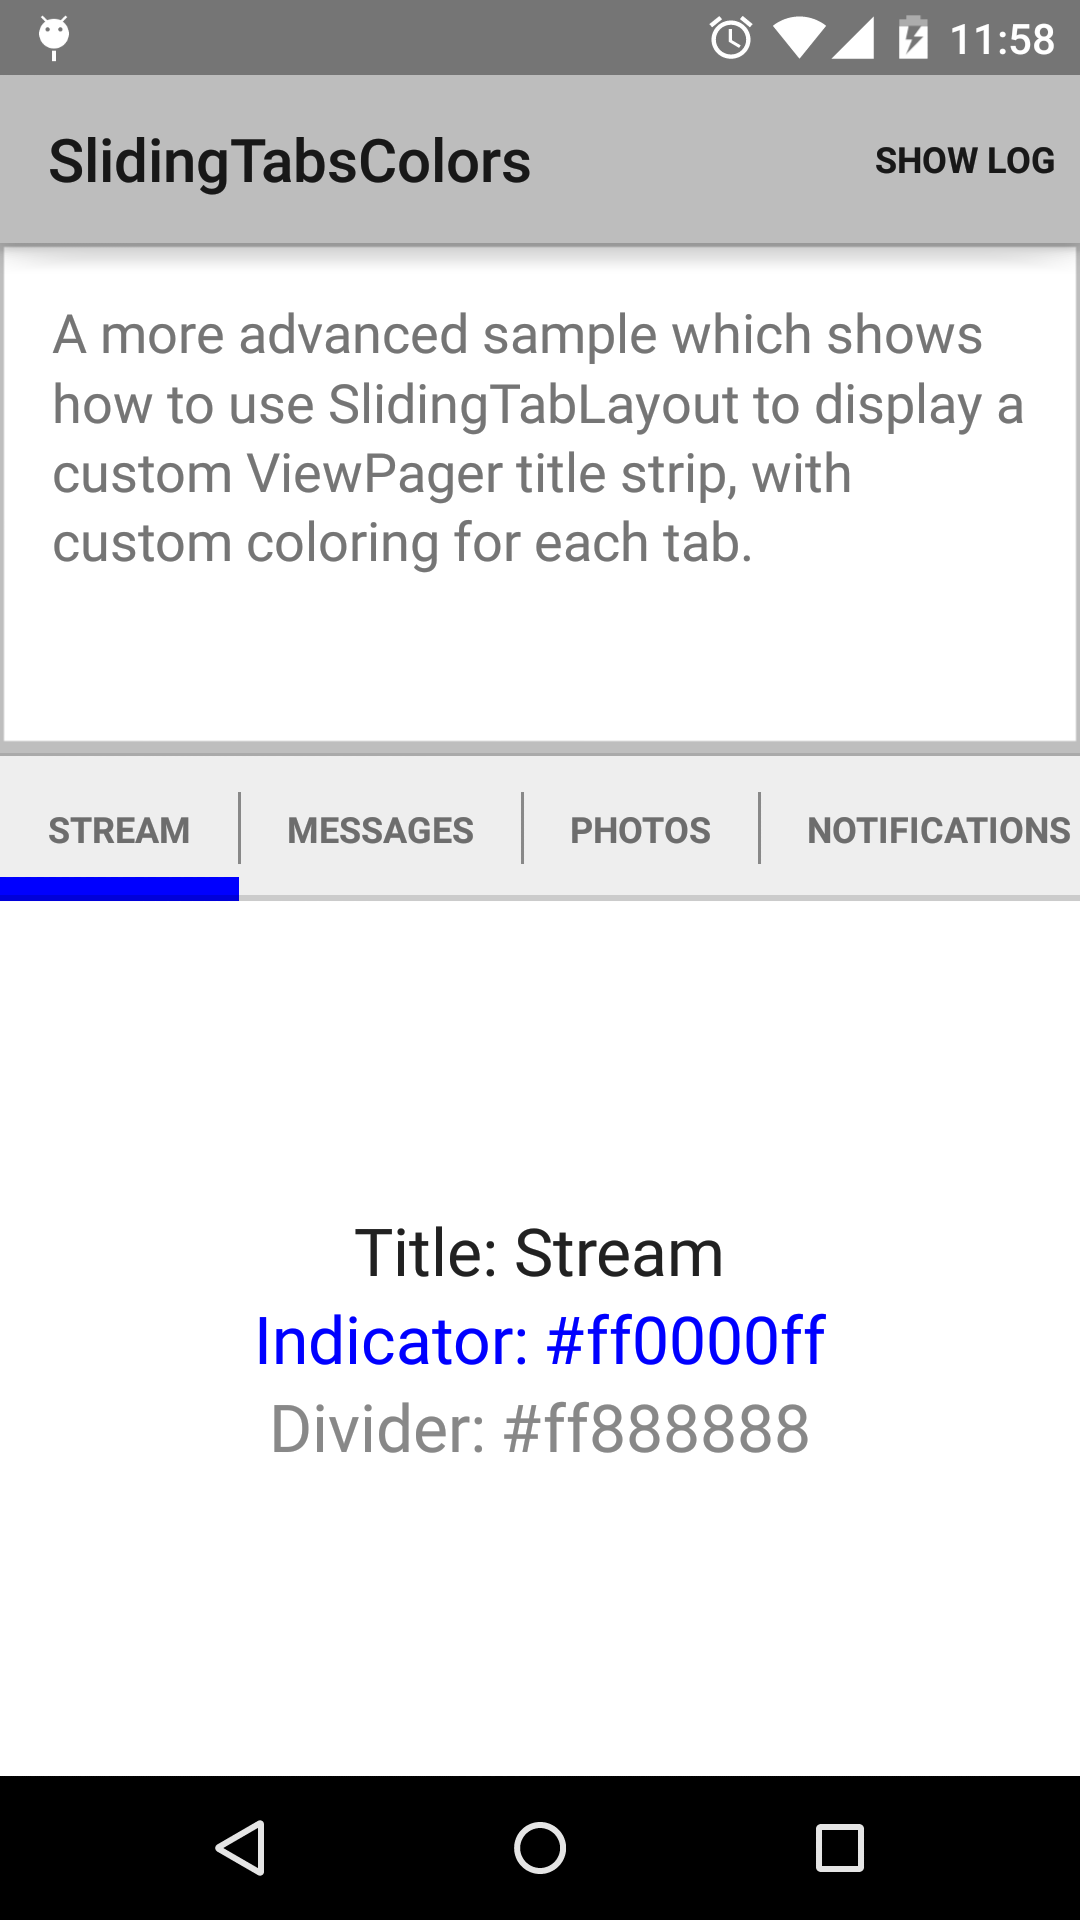 11:58
SlidingTabsColors
SHOW LOG
A more advanced sample which shows
how to use SlidingTabLayout to display a
custom ViewPager title strip, with
custom coloring for each tab.
STREAM
MESSAGES
PHOTOS
NOTIFICATIONS
Title: Stream
Indicator: #ff0000ff
Divider: #ff888888